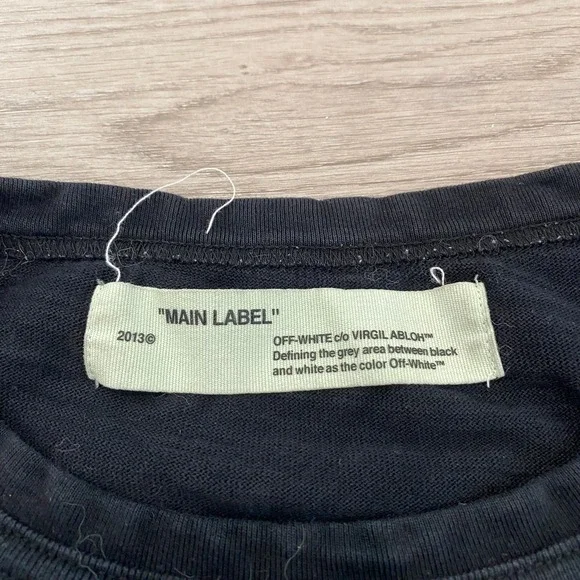 "MAIN LABEL"
2013©
OFF-WHITE c/o VIRGIL ABLOH™
Defining the grey area between black
and white as the color Off-White™